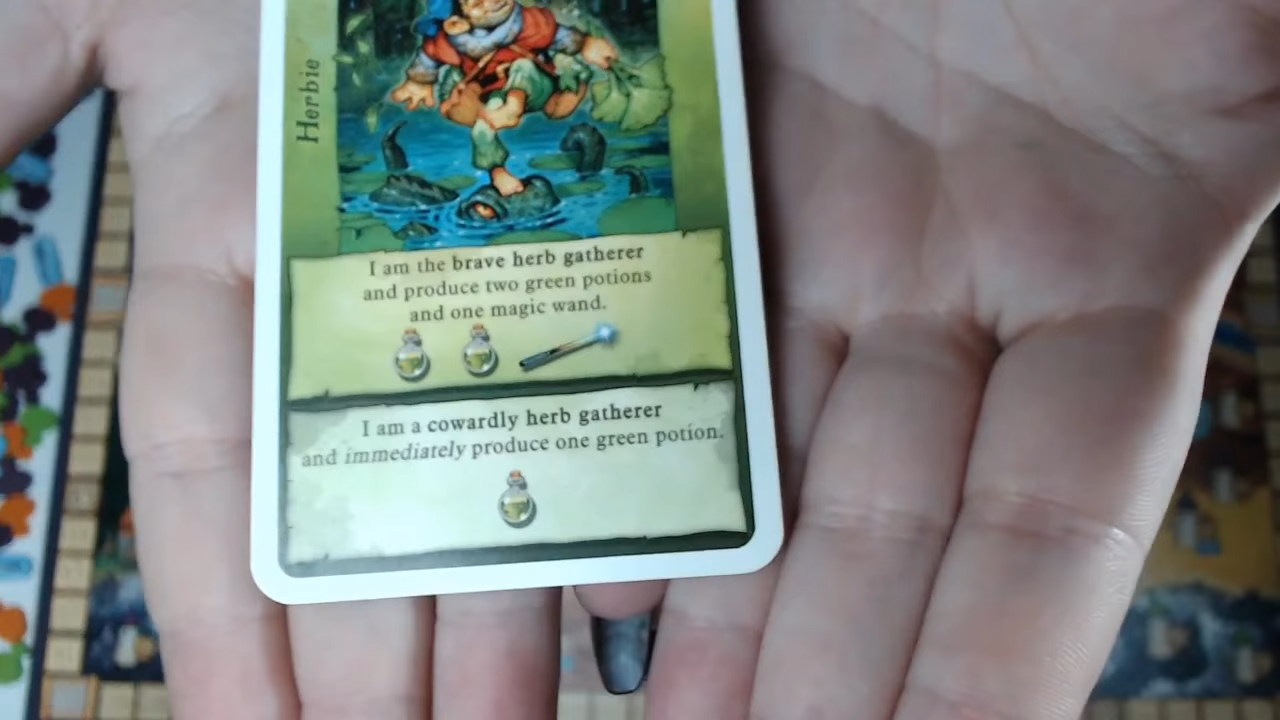 Herbie
I am the brave herb gatherer
and produce two green potions
and one magic wand.
I am a cowardly herb gatherer
and immediately produce one green potion.